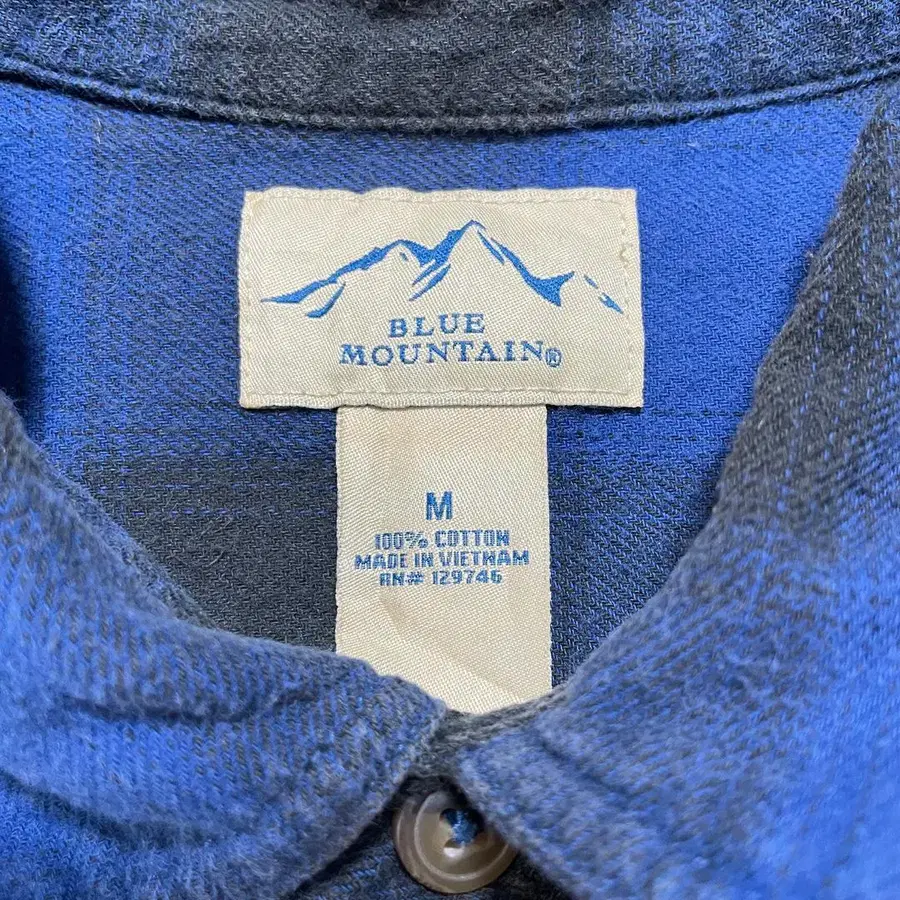 BLUE
MOUNTAIN®
M
100% COTTON
MADE IN VIETNAM
RN# 129746